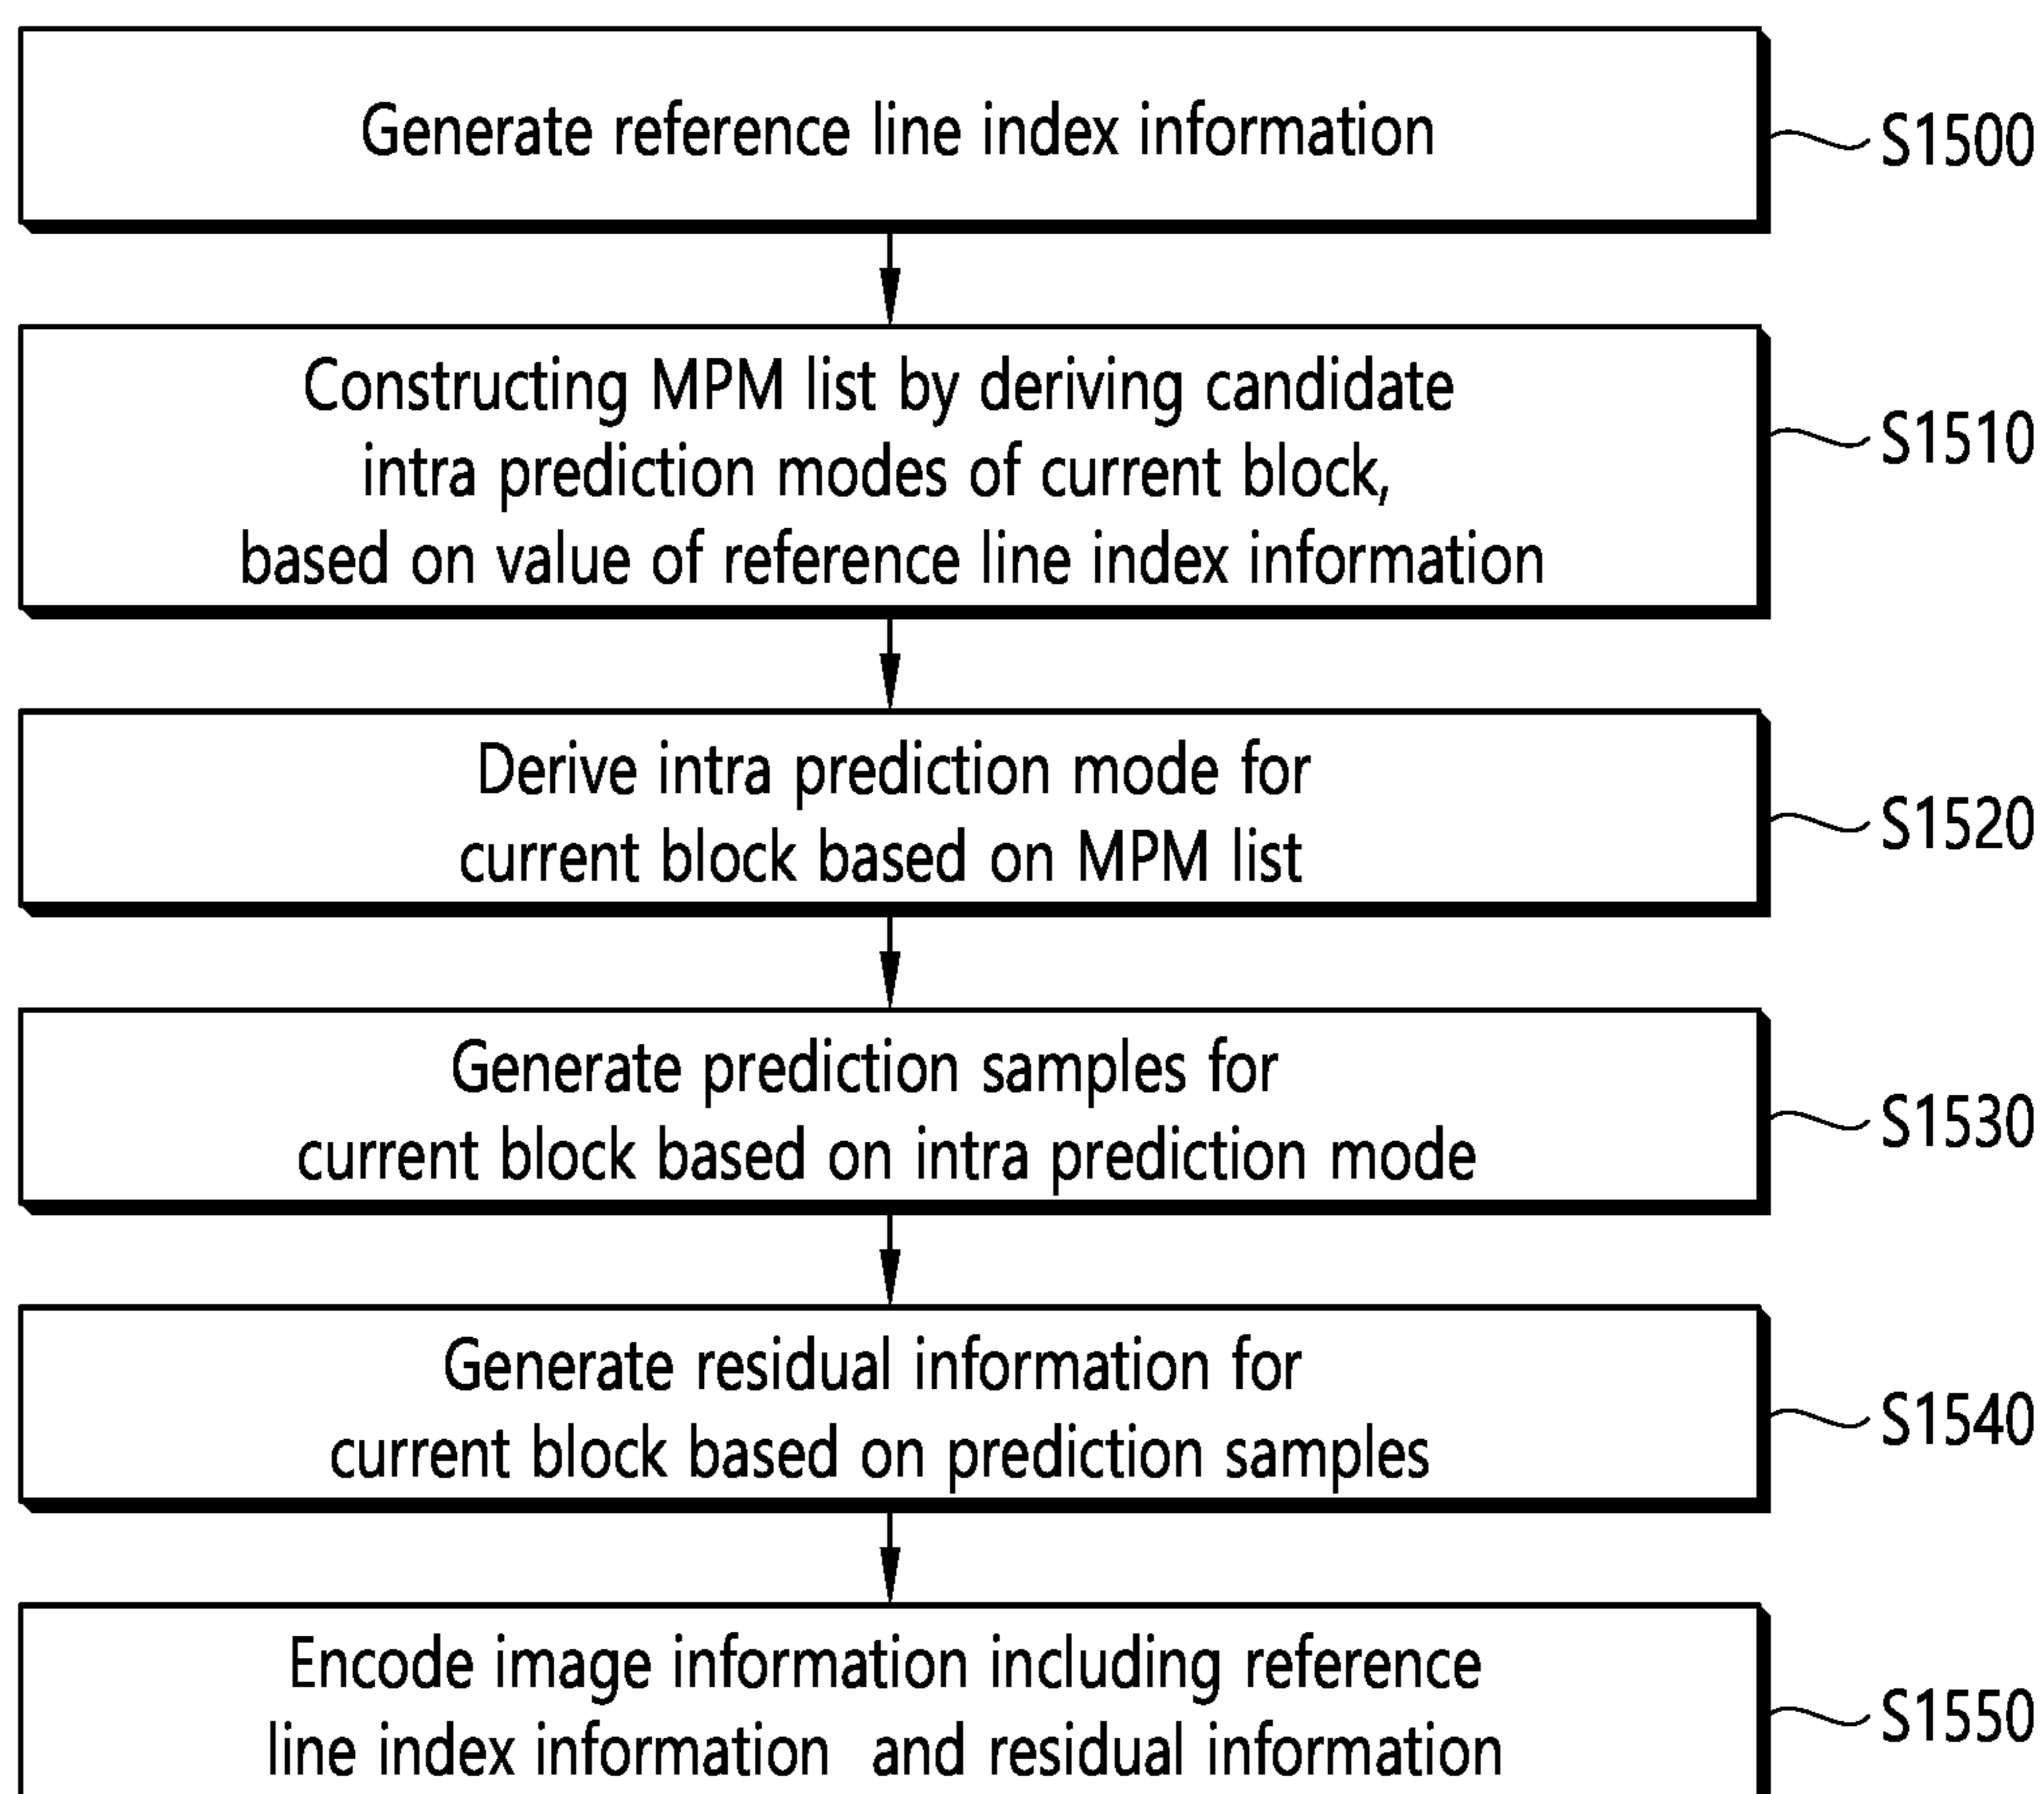 Generate reference line index information
S1500
Constructing MPM list by deriving candidate
intra prediction modes of current block,
based on value of reference line index information
S1510
Derive intra prediction mode for
current block based on MPM list
S1520
Generate prediction samples for
current block based on intra prediction mode
S1530
Generate residual information for
current block based on prediction samples
S1540
Encode image information including reference
line index information and residual information
S1550